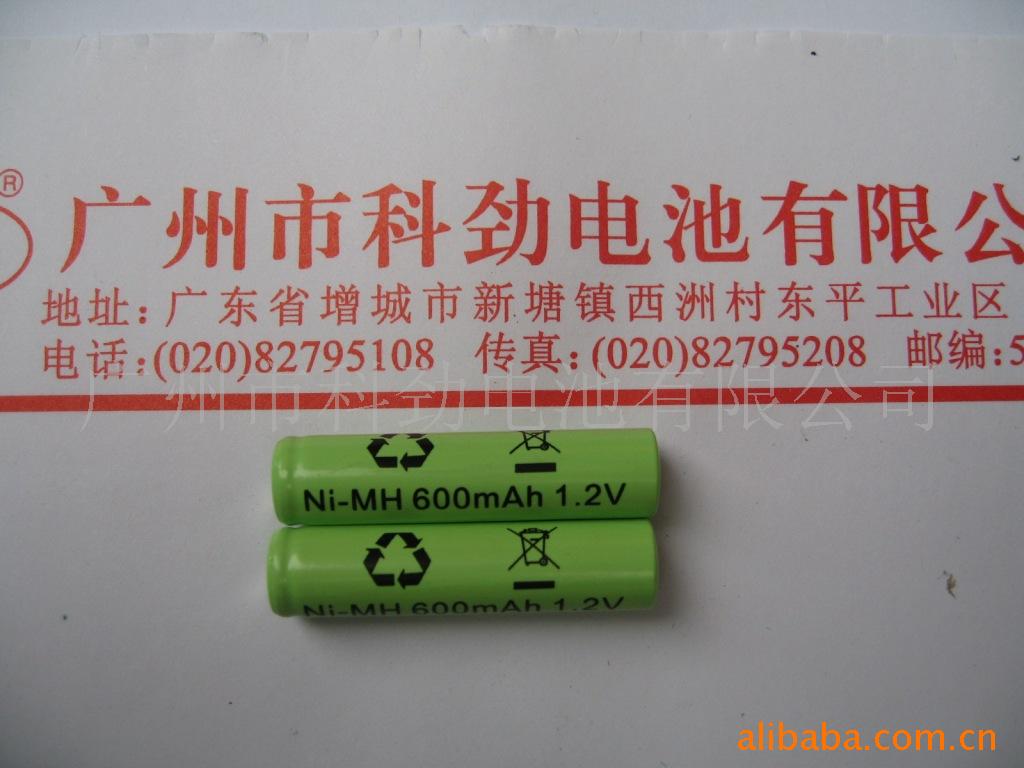 ®
广州市科劲电池有限公
地址：广东省增城市新塘镇西洲村东平工业区
电话：(020)82795108 传真：(020)82795208 邮编：5
广州市科劲电池有限公司
Ni-MH 600mAh 1.2V
Ni-MH 600mAh 1.2V
alibaba.com.cn